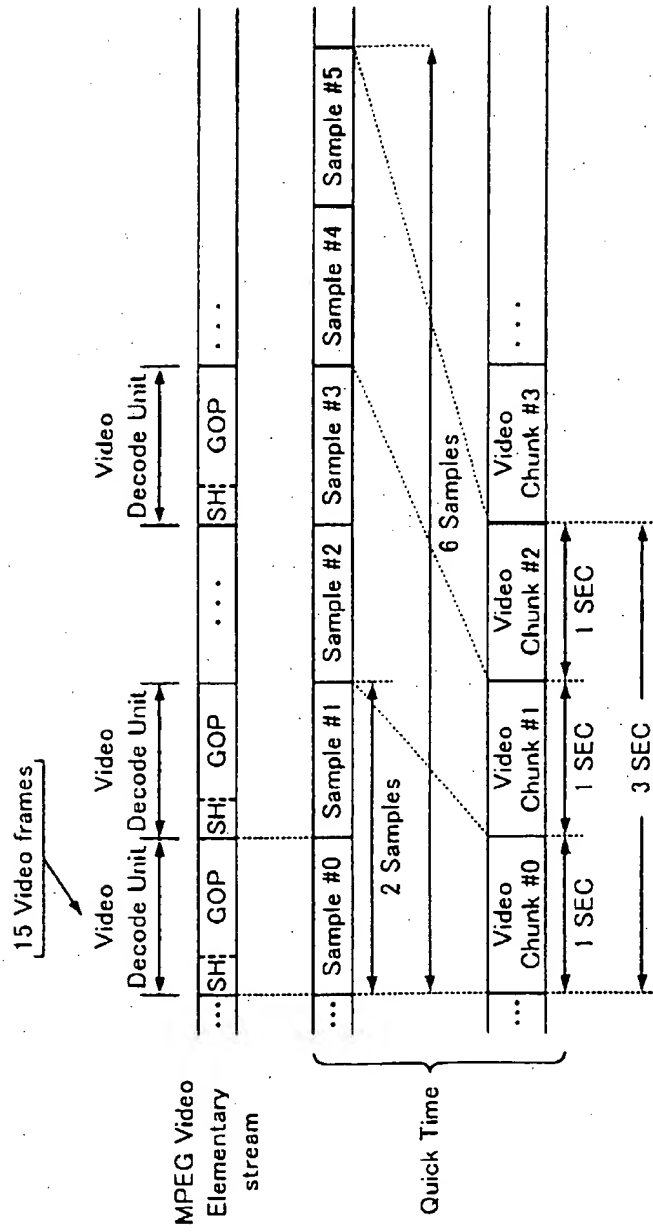 15 Video frames
Video
Decode Unit
Video
Decode Unit
Video
Decode Unit
MPEG Video
Elementary
stream
... SH GOP SH GOP ... SH GOP ...
Quick Time
... Sample #0 Sample #1 Sample #2 Sample #3 Sample #4 Sample #5
2 Samples
6 Samples
... Video
Chunk #0
Video
Chunk #1
Video
Chunk #2
Video
Chunk #3
...
1 SEC 1 SEC 1 SEC
3 SEC